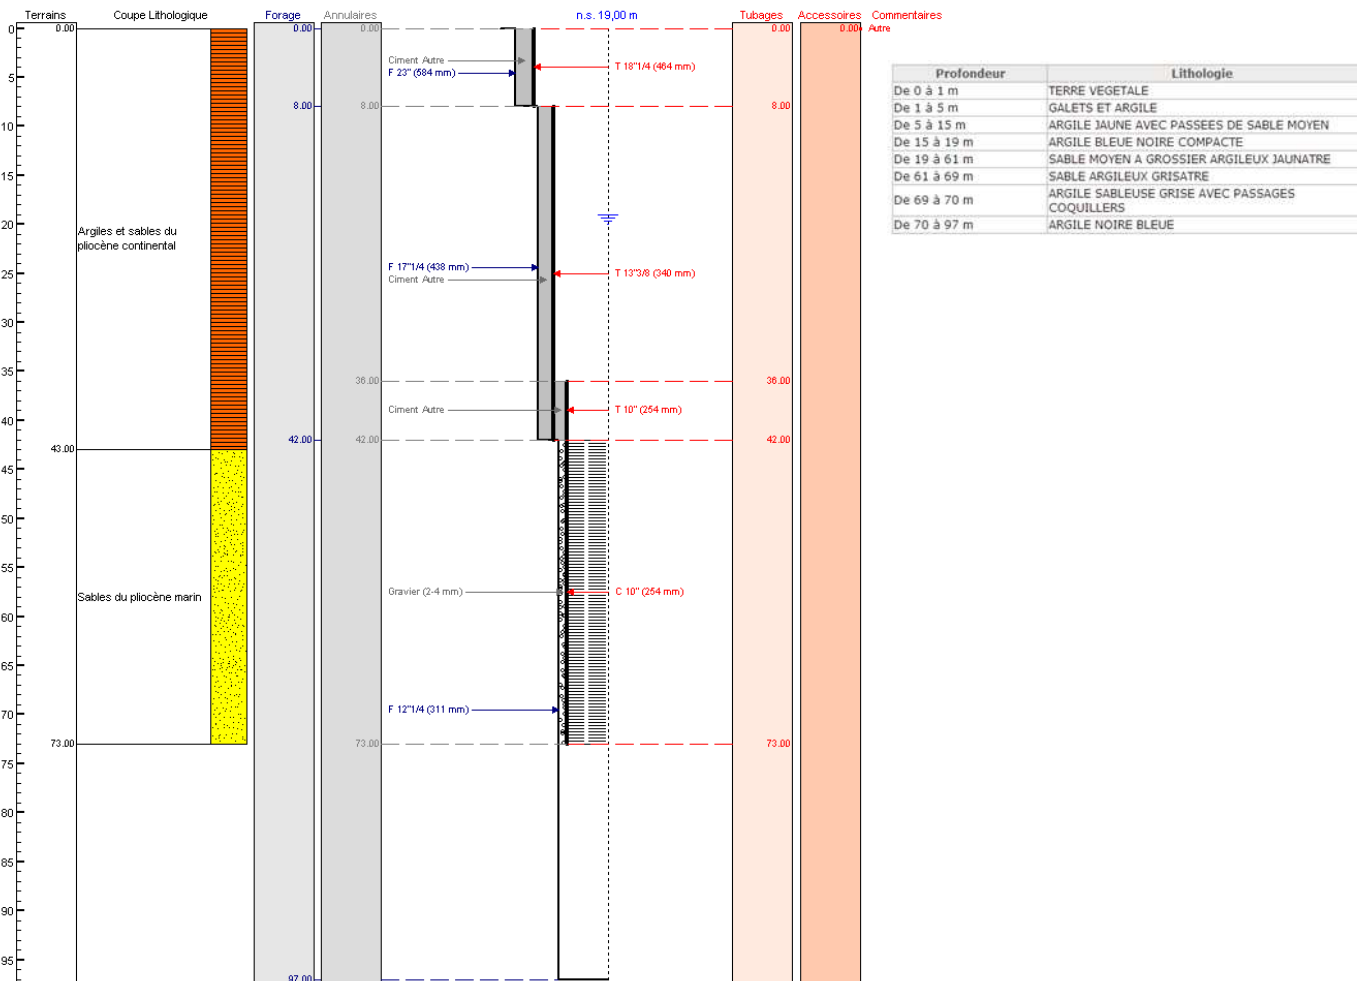 Terrains Coupe Lithologique Forage Annulaires n.s. 19,00 m Tubages Accessoires Commentaires
0 0.00 0.00 0.00 0.00 0.00 Autre
Ciment Autre
T 18"1/4 (464 mm)
F 23" (584 mm)
5
8.00 8.00 8.00
10
15
20
Argiles et sables du
pliocène continental
F 17"1/4 (438 mm)
T 13"3/8 (340 mm)
Ciment Autre
25
30
35
36.00 36.00
Ciment Autre
T 10" (254 mm)
40
42.00 42.00 42.00
43.00
45
50
55
Gravier (2-4 mm)
C 10" (254 mm)
Sables du pliocène marin
60
65
F 12"1/4 (311 mm)
70
73.00 73.00 73.00
75
80
85
90
95
97.00
Profondeur Lithologie
De 0 à 1 m TERRE VEGETALE
De 1 à 5 m GALETS ET ARGILE
De 5 à 15 m ARGILE JAUNE AVEC PASSEES DE SABLE MOYEN
De 15 à 19 m ARGILE BLEUE NOIRE COMPACTE
De 19 à 61 m SABLE MOYEN A GROSSIER ARGILEUX JAUNATRE
De 61 à 69 m SABLE ARGILEUX GRISATRE
De 69 à 70 m ARGILE SABLEUSE GRISE AVEC PASSAGES
COQUILLERS
De 70 à 97 m ARGILE NOIRE BLEUE